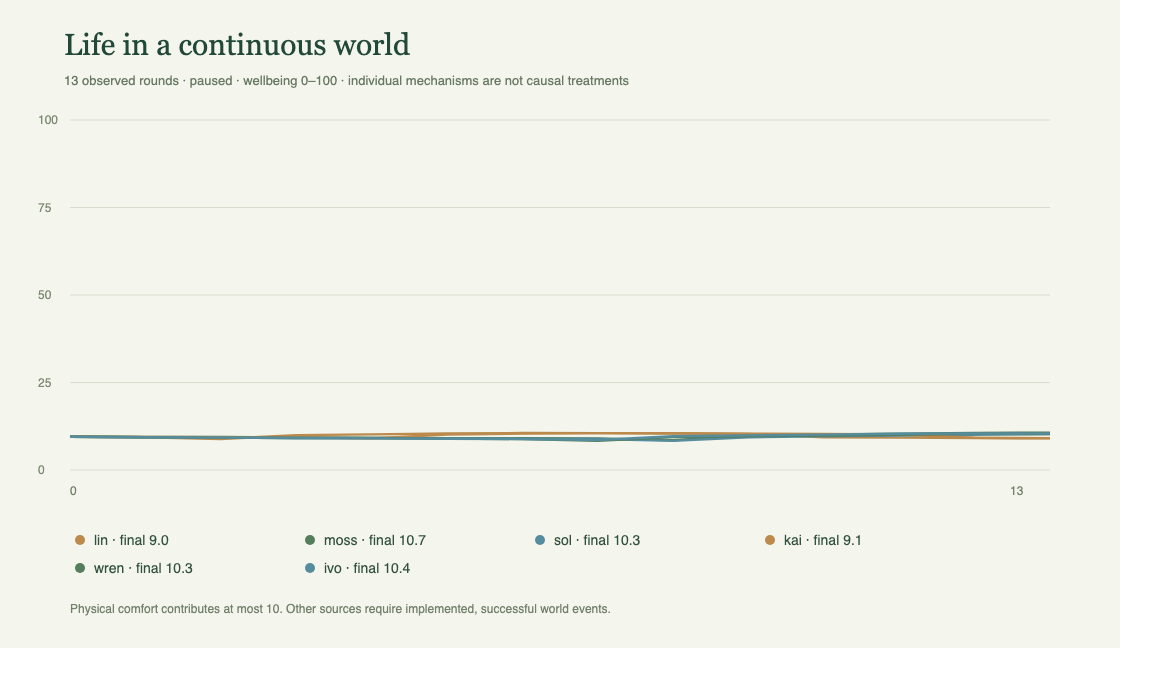 Life in a continuous world
13 observed rounds · paused · wellbeing 0–100 · individual mechanisms are not causal treatments
100
75
50
25
0
0 13
lin · final 9.0 moss · final 10.7 sol · final 10.3 kai · final 9.1
wren · final 10.3 ivo · final 10.4
Physical comfort contributes at most 10. Other sources require implemented, successful world events.